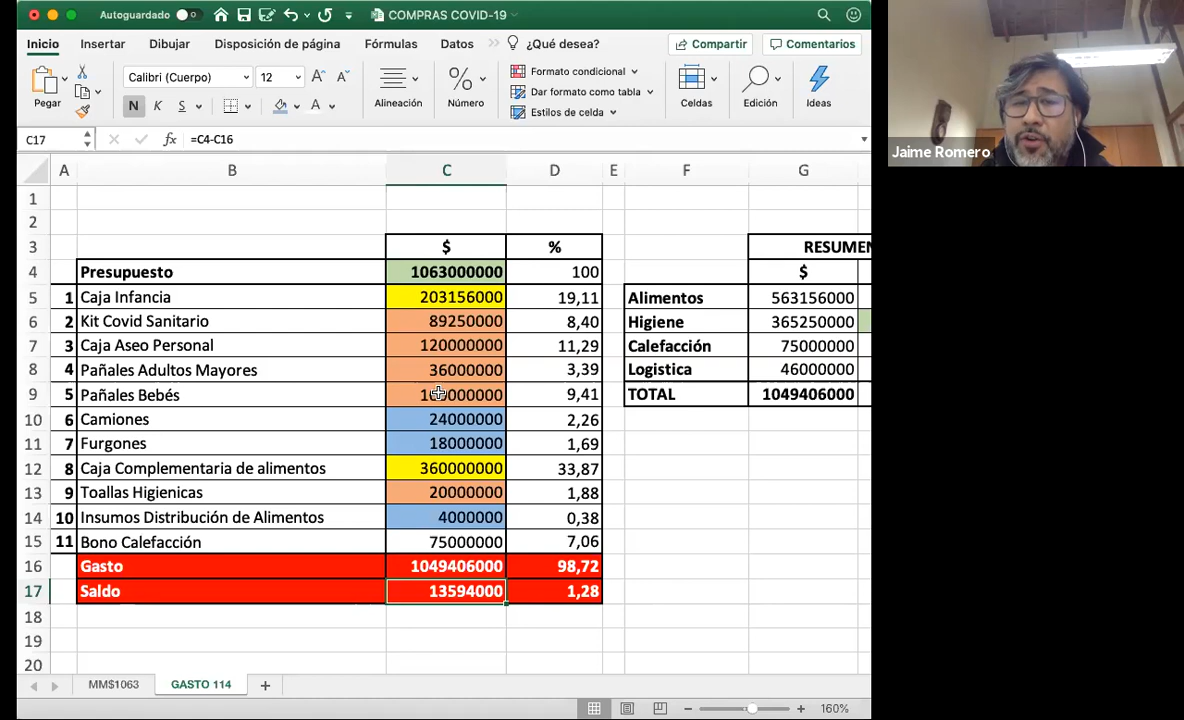 Autoguardado
COMPRAS COVID-19
Inicio Insertar Dibujar Disposición de página Fórmulas Datos ¿Qué desea? Compartir Comentarios
Pegar
Calibri (Cuerpo) 12
N K S
Alineación
Número
Formato condicional
Dar formato como tabla
Estilos de celda
Celdas
Edición
Ideas
Jaime Romero
C17 fx =C4-C16
A B C D E F G
1
2
3 $ % RESUMEN
4 Presupuesto 1063000000 100 $
5 1 Caja Infancia 203156000 19,11 Alimentos 563156000
6 2 Kit Covid Sanitario 89250000 8,40 Higiene 365250000
7 3 Caja Aseo Personal 120000000 11,29 Calefacción 75000000
8 4 Pañales Adultos Mayores 36000000 3,39 Logistica 46000000
9 5 Pañales Bebés 9,41 TOTAL 1049406000
10 6 Camiones 24000000 2,26
11 7 Furgones 18000000 1,69
12 8 Caja Complementaria de alimentos 360000000 33,87
13 9 Toallas Higienicas 20000000 1,88
14 10 Insumos Distribución de Alimentos 4000000 0,38
15 11 Bono Calefacción 75000000 7,06
16 Gasto 1049406000 98,72
17 Saldo 13594000 1,28
18
19
20
MM$1063 GASTO 114 +
160%